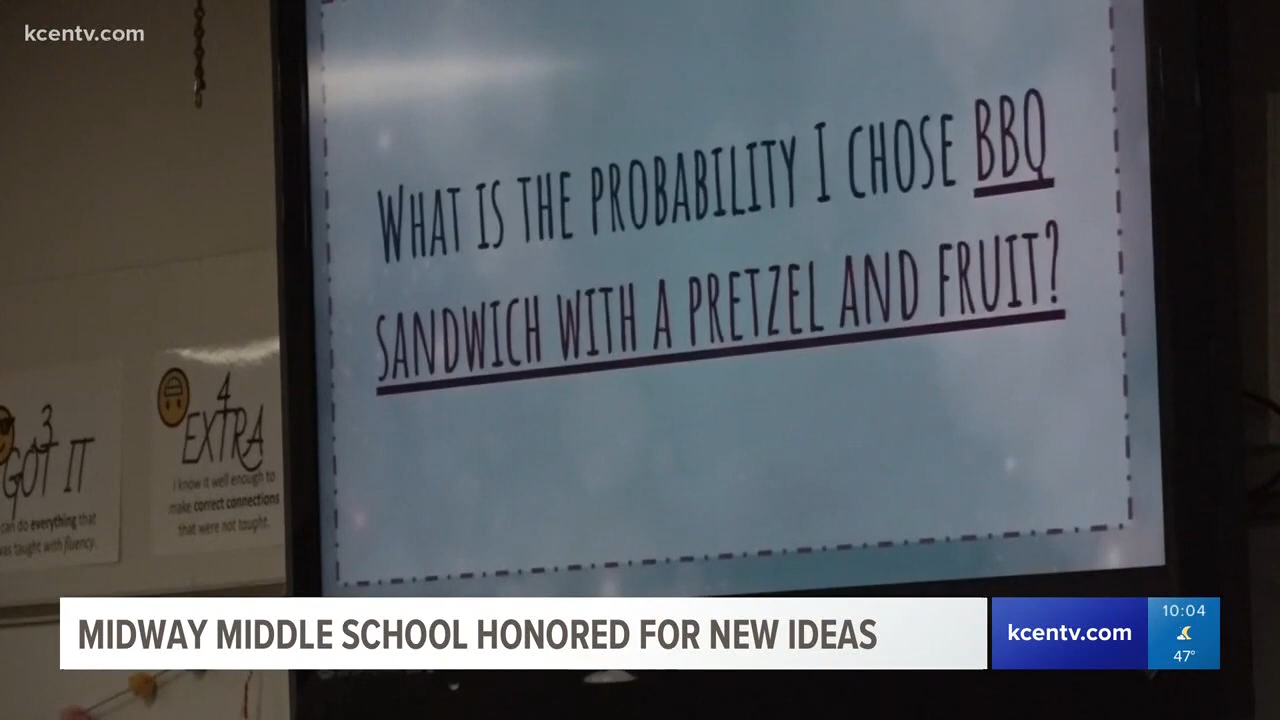 kcentv.com
WHAT IS THE PROBABILITY I CHOSE BBQ
SANDWICH WITH A PRETZEL AND FRUIT?
3
GOT IT
can do everything that
was taught with fluency.
4
EXTRA
I know it well enough to
make correct connections
that were not taught.
MIDWAY MIDDLE SCHOOL HONORED FOR NEW IDEAS
kcentv.com
10:04
47°